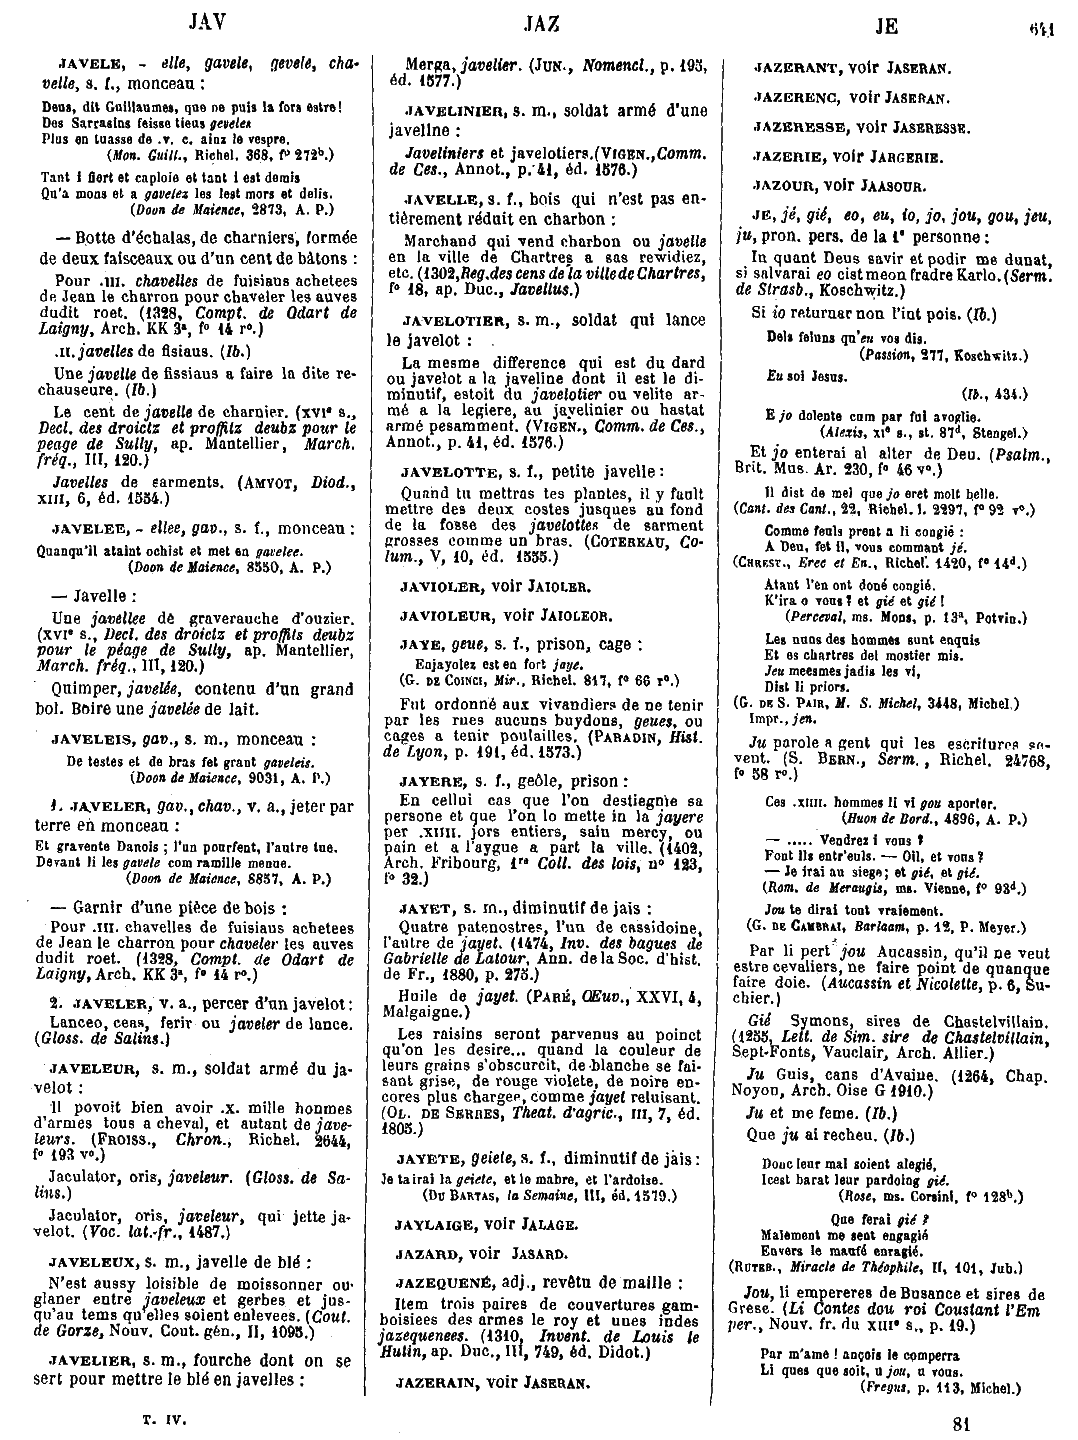 JAV
JAZ
JE
641
JAVELE, - elle, gavele, gevele, cha-
velle, s. f., monceau :
Deus, dit Guillaumes, que ne puis la fors estre!
Des Sarrasins feisse tieus geveles
Plus en tuasse de .v. c. ainz le vespre.
(Mon. Guill., Richel. 368, f° 272ᵇ.)
Tant i fiert et caploie et tant i est demis
Qu'a mons et a gavelez les lest mors et delis.
(Doon de Maience, 2873, A. P.)
— Botte d'échalas, de charniers, formée
de deux faisceaux ou d'un cent de bâtons :
Pour .III. chavelles de fuisiaus achetees
de Jean le charron pour chaveler les auves
dudit roet. (1328, Compt. de Odart de
Laigny, Arch. KK 3ᵃ, f° 14 r°.)
.II. javelles de fisiaus. (Ib.)
Une javelle de fissiaus a faire la dite re-
chauseure. (Ib.)
Le cent de javelle de charnier. (XVIᵉ s.,
Decl. des droictz et proffitz deubz pour le
peage de Sully, ap. Mantellier, March.
fréq., III, 120.)
Javelles de sarments. (AMYOT, Diod.,
XIII, 6, éd. 1554.)
JAVELEE, - ellee, gav., s. f., monceau :
Quanqu'il ataint ochist et met en gavelee.
(Doon de Maience, 8550, A. P.)
— Javelle :
Une javellee de graverauche d'ouzier.
(XVIᵉ s., Decl. des droictz et proffits deubz
pour le péage de Sully, ap. Mantellier,
March. fréq., III, 120.)
Quimper, javelée, contenu d'un grand
bol. Boire une javelée de lait.
JAVELEIS, gav., s. m., monceau :
De testes et de bras fet grant gaveleis.
(Doon de Maience, 9031, A. P.)
1. JAVELER, gav., chav., v. a., jeter par
terre en monceau :
Et gravente Danois ; l'un pourfent, l'autre tue.
Devant li les gavele com ramille menue.
(Doon de Maience, 8857, A. P.)
— Garnir d'une pièce de bois :
Pour .III. chavelles de fuisiaus achetees
de Jean le charron pour chaveler les auves
dudit roet. (1328, Compt. de Odart de
Laigny, Arch. KK 3ᵃ, f° 14 r°.)
2. JAVELER, v. a., percer d'un javelot :
Lanceo, ceas, ferir ou javeler de lance.
(Gloss. de Salins.)
JAVELEUR, s. m., soldat armé du ja-
velot :
Il povoit bien avoir .x. mille hommes
d'armes tous a cheval, et autant de jave-
leurs. (FROISS., Chron., Richel. 2644,
f° 193 v°.)
Jaculator, oris, javeleur. (Gloss. de Sa-
lins.)
Jaculator, oris, javeleur, qui jette ja-
velot. (Voc. lat.-fr., 1487.)
JAVELEUX, s. m., javelle de blé :
N'est aussy loisible de moissonner ou
glaner entre javeleux et gerbes et jus-
qu'au tems qu'elles soient enlevees. (Cout.
de Gorze, Nouv. Cout. gén., II, 1095.)
JAVELIER, s. m., fourche dont on se
sert pour mettre le blé en javelles :
T. IV.
Merga, javelier. (JUN., Nomencl., p. 195,
éd. 1577.)
JAVELINIER, s. m., soldat armé d'une
javeline :
Javeliniers et javelotiers. (VIGEN., Comm.
de Ces., Annot., p. 41, éd. 1576.)
JAVELLE, s. f., bois qui n'est pas en-
tièrement réduit en charbon :
Marchand qui vend charbon ou javelle
en la ville de Chartres a ses rewidiez,
etc. (1302, Reg. des cens de la ville de Chartres,
f° 18, ap. Duc., Javellus.)
JAVELOTIER, s. m., soldat qui lance
le javelot :
La mesme difference qui est du dard
ou javelot a la javeline dont il est le di-
minutif, estoit du javelotier ou velite ar-
mé a la legiere, au javelinier ou hastat
armé pesamment. (VIGEN., Comm. de Ces.,
Annot., p. 41, éd. 1576.)
JAVELOTTE, s. f., petite javelle :
Quand tu mettras tes plantes, il y fault
mettre des deux costes jusques au fond
de la fosse des javelottes de sarment
grosses comme un bras. (COTEREAU, Co-
lum., V, 10, éd. 1555.)
JAVIOLER, voir JAIOLER.
JAVIOLEUR, voir JAIOLEOR.
JAYE, geue, s. f., prison, cage :
Enjayolez est en fort jaye.
(G. DE COINCI, Mir., Richel. 817, f° 66 r°.)
Fut ordonné aux vivandiers de ne tenir
par les rues aucuns buydons, geues, ou
cages a tenir poulailles. (PARADIN, Hist.
de Lyon, p. 191, éd. 1573.)
JAYERE, s. f., geôle, prison :
En cellui cas que l'on destiegnie sa
persone et que l'on lo mette in la jayere
per .XIIII. jors entiers, sain mercy, ou
pain et a l'aygue a part la ville. (1402,
Arch. Fribourg, 1ʳᵉ Coll. des lois, n° 123,
f° 32.)
JAYET, s. m., diminutif de jais :
Quatre patenostres, l'un de cassidoine,
l'autre de jayet. (1474, Inv. des bagues de
Gabrielle de Latour, Ann. de la Soc. d'hist.
de Fr., 1880, p. 275.)
Huile de jayet. (PARÉ, Œuv., XXVI, 4,
Malgaigne.)
Les raisins seront parvenus au poinct
qu'on les desire... quand la couleur de
leurs grains s'obscurcit, de blanche se fai-
sant grise, de rouge violete, de noire en-
cores plus chargee, comme jayet reluisant.
(OL. DE SERRES, Theat. d'agric., III, 7, éd.
1805.)
JAYETE, geiete, s. f., diminutif de jais :
Je tairai la geiete, et le mabre, et l'ardoise.
(DU BARTAS, la Semaine, III, éd. 1579.)
JAYLAIGE, voir JALAGE.
JAZARD, voir JASARD.
JAZEQUENÉ, adj., revêtu de maille :
Item trois paires de couvertures gam-
boisiees des armes le roy et unes indes
jazequenees. (1310, Invent. de Louis le
Hutin, ap. Duc., III, 749, éd. Didot.)
JAZERAIN, voir JASERAN.
JAZERANT, voir JASERAN.
JAZERENC, voir JASERAN.
JAZERESSE, voir JASERESSE.
JAZERIE, voir JARGERIE.
JAZOUR, voir JAASOUR.
JE, jé, gié, eo, eu, io, jo, jou, gou, jeu,
ju, pron. pers. de la 1ᵉ personne :
In quant Deus savir et podir me dunat,
si salvarai eo cist meon fradre Karlo. (Serm.
de Strasb., Koschwitz.)
Si io returnar non l'int pois. (Ib.)
Dels feluns qu'eu vos dis.
(Passion, 277, Koschwitz.)
Eu soi Jesus.
(Ib., 434.)
E jo dolente cum par fui avoglie.
(Alexis, XIᵉ s., st. 87ᵈ, Stengel.)
Et jo enterai al alter de Deu. (Psalm.,
Brit. Mus. Ar. 230, f° 46 v°.)
Il dist de mei que jo eret molt belle.
(Cant. des Cant., 22, Richel. l. 2297, f° 92 v°.)
Comme feuls prent a li congié :
A Deu, fet il, vous commant jé.
(CHREST., Erec et En., Richel. 1420, f° 14ᵈ.)
Atant l'en ont doné congié.
K'ira o vous ? et gié et gié !
(Perceval, ms. Mons, p. 13ᵃ, Potvin.)
Les nuns des hommes sunt enquis
Et es chartres del mostier mis.
Jeu meesmes jadis les vi,
Dist li priors.
(G. DE S. PAIR, M. S. Michel, 3448, Michel.)
Impr., jen.
Ju parole a gent qui les escritures se-
vent. (S. BERN., Serm., Richel. 24768,
f° 58 r°.)
Ces .XIIII. hommes li vi gou aporter.
(Huon de Bord., 4896, A. P.)
— ..... Vendrez i vous ?
Font ils entr'euls. — Oïl, et vous ?
— Je irai au siege ; et gié, et gié.
(Rom. de Meraugis, ms. Vienne, f° 93ᵈ.)
Jou te dirai tout vraiement.
(G. DE CAMBRAI, Barlaam, p. 12, P. Meyer.)
Par li pert jou Aucassin, qu'il ne veut
estre cevaliers, ne faire point de quanque
faire doie. (Aucassin et Nicolette, p. 6, Su-
chier.)
Gié Symons, sires de Chastelvillain.
(1255, Lett. de Sim. sire de Chastelvillain,
Sept-Fonts, Vauclair, Arch. Allier.)
Ju Guis, cans d'Avaine. (1264, Chap.
Noyon, Arch. Oise G 1910.)
Ju et me feme. (Ib.)
Que ju ai recheu. (Ib.)
Donc leur mal soient alegié,
Icest barat leur pardoing gié.
(Rose, ms. Corsini, f° 128ᵇ.)
Que ferai gié ?
Malement me sent engagié
Envers le maufé enragié.
(RUTEB., Miracle de Théophile, II, 101, Jub.)
Jou, li empereres de Busance et sires de
Grese. (Li Contes dou roi Coustant l'Em
per., Nouv. fr. du XIIIᵉ s., p. 19.)
Par m'ame ! ançois le comperra
Li ques que soit, u jou, u vous.
(Fregus, p. 113, Michel.)
81